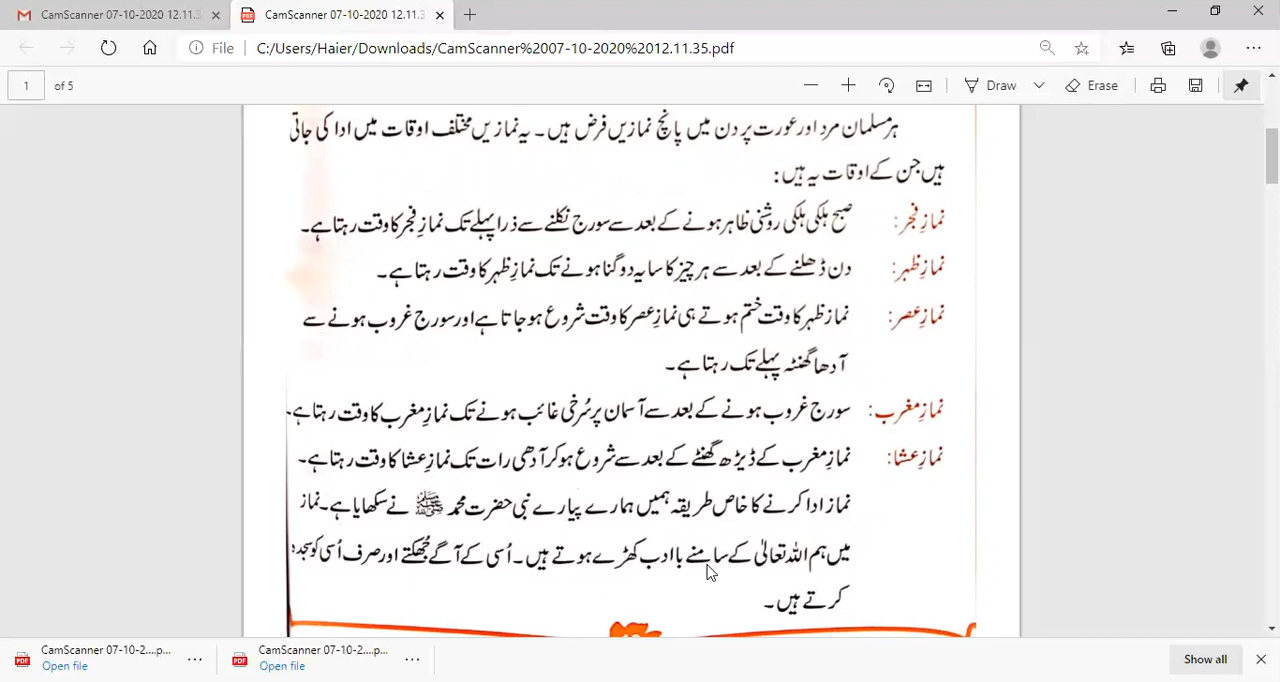 CamScanner 07-10-2020 12.11.3
CamScanner 07-10-2020 12.11.3
File C:/Users/Haier/Downloads/CamScanner%2007-10-2020%2012.11.35.pdf
1 of 5
Draw
Erase
ہر مسلمان مرد اور عورت پر دن میں پانچ نمازیں فرض ہیں۔ یہ نمازیں مختلف اوقات میں ادا کی جاتی
ہیں جن کے اوقات یہ ہیں:
نمازِ فجر: صبح ہلکی ہلکی روشنی ظاہر ہونے کے بعد سے سورج نکلنے سے ذرا پہلے تک نمازِ فجر کا وقت رہتا ہے۔
نمازِ ظہر: دن ڈھلنے کے بعد سے ہر چیز کا سایہ دوگنا ہونے تک نمازِ ظہر کا وقت رہتا ہے۔
نمازِ عصر: نماز ظہر کا وقت ختم ہوتے ہی نمازِ عصر کا وقت شروع ہو جاتا ہے اور سورج غروب ہونے سے
آدھا گھنٹہ پہلے تک رہتا ہے۔
نمازِ مغرب: سورج غروب ہونے کے بعد سے آسمان پر سُرخی غائب ہونے تک نمازِ مغرب کا وقت رہتا ہے۔
نمازِ عشا: نمازِ مغرب کے ڈیڑھ گھنٹے کے بعد سے شروع ہو کر آدھی رات تک نمازِ عشا کا وقت رہتا ہے۔
نماز ادا کرنے کا خاص طریقہ ہمیں ہمارے پیارے نبی حضرت محمد ﷺ نے سکھایا ہے۔ نماز
میں ہم اللہ تعالیٰ کے سامنے با ادب کھڑے ہوتے ہیں۔ اُسی کے آگے جُھکتے اور صرف اُسی کو سجدہ
کرتے ہیں۔
CamScanner 07-10-2....p...
Open file
CamScanner 07-10-2....p...
Open file
Show all